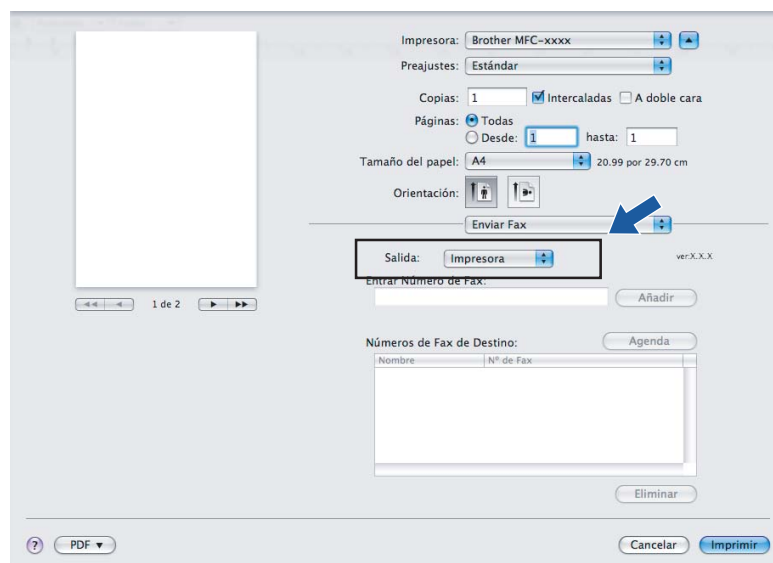 Impresora: Brother MFC-xxxx
Preajustes: Estándar
Copias: 1 Intercaladas A doble cara
Páginas: Todas
Desde: 1 hasta: 1
Tamaño del papel: A4 20.99 por 29.70 cm
Orientación:
Enviar Fax
Salida: Impresora ver.X.X.X
Entrar Número de Fax:
Añadir
1 de 2
Números de Fax de Destino: Agenda
Nombre Nº de Fax
Eliminar
? PDF Cancelar Imprimir